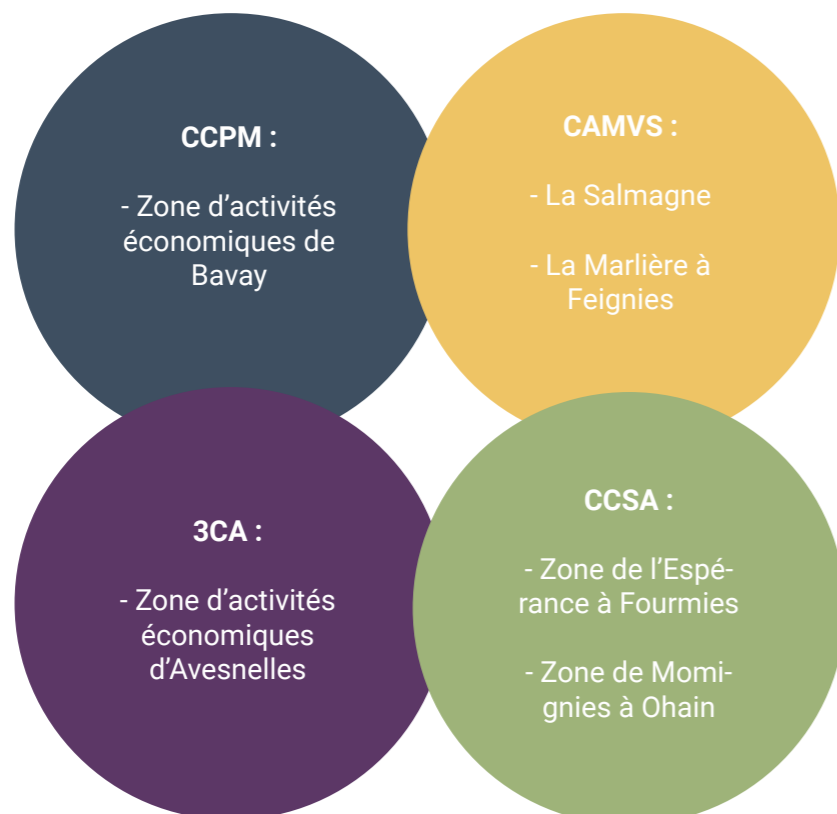 CCPM :
- Zone d’activités
économiques de
Bavay
CAMVS :
- La Salmagne
- La Marlière à
Feignies
3CA :
- Zone d’activités
économiques
d’Avesnelles
CCSA :
- Zone de l’Espé-
rance à Fourmies
- Zone de Momi-
gnies à Ohain